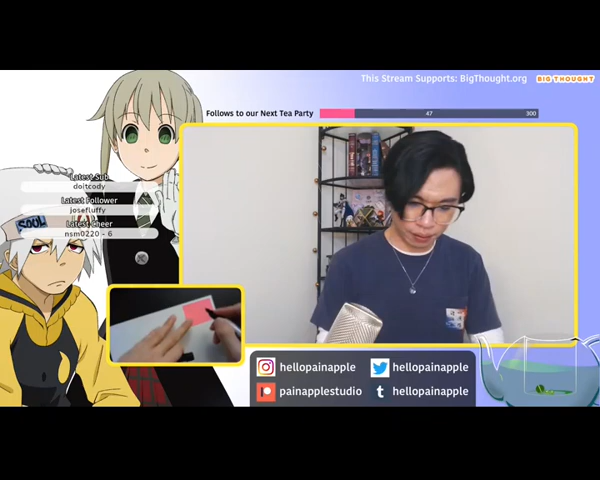 This Stream Supports: BigThought.org BIG THOUGHT
Follows to our Next Tea Party 47 300
Latest Sub
doitcody
Latest Follower
josefluffy
Latest Cheer
nsm0220 - 6
SOUL
hellopainapple hellopainapple
painapplestudio hellopainapple